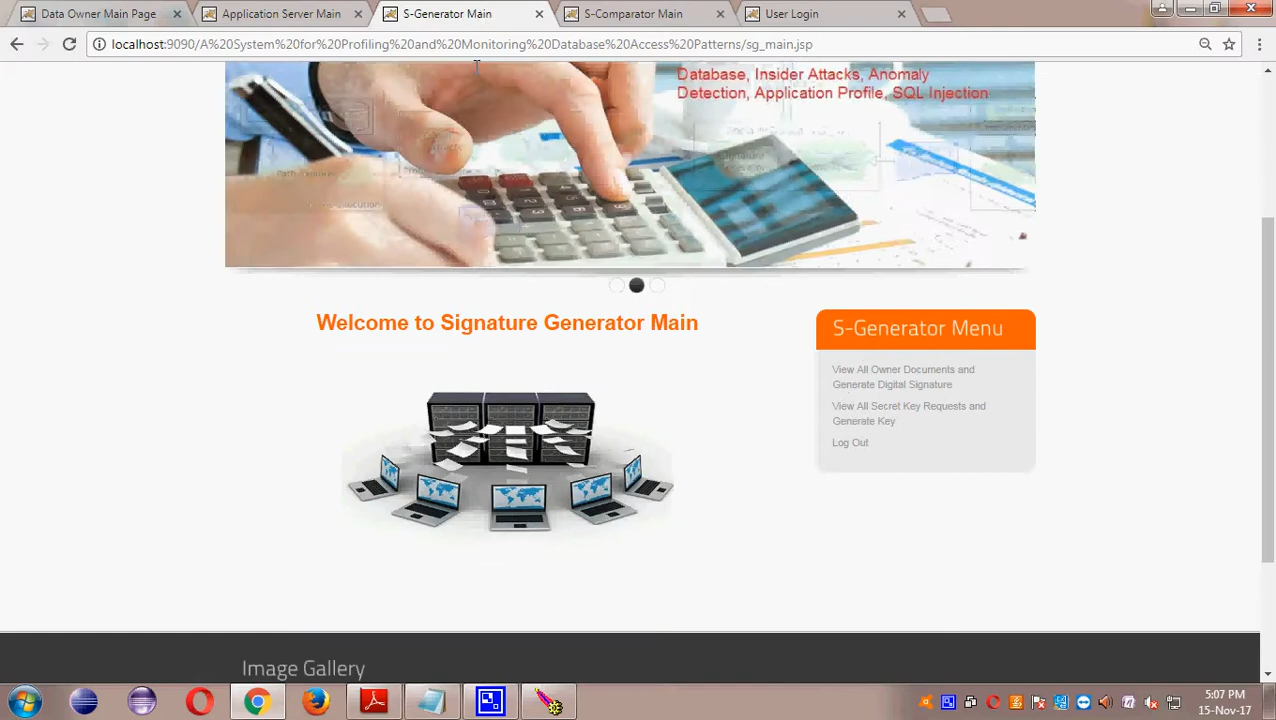 Data Owner Main Page
Application Server Main
S-Generator Main
S-Comparator Main
User Login
localhost:9090/A%20System%20for%20Profiling%20and%20Monitoring%20Database%20Access%20Patterns/sg_main.jsp
Database, Insider Attacks, Anomaly
Detection, Application Profile, SQL Injection
Welcome to Signature Generator Main
S-Generator Menu
View All Owner Documents and
Generate Digital Signature
View All Secret Key Requests and
Generate Key
Log Out
Image Gallery
5:07 PM
15-Nov-17